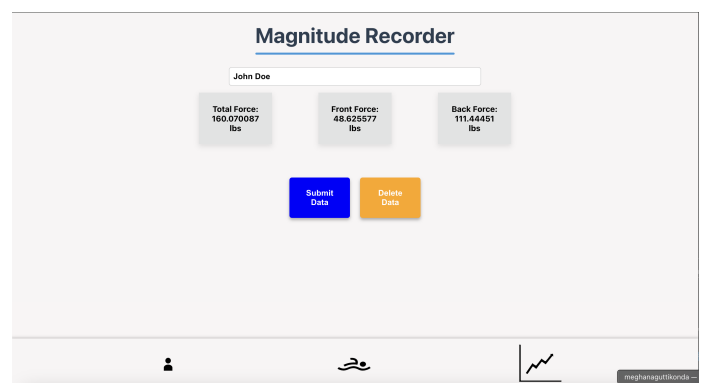 Magnitude Recorder
John Doe
Total Force:
160.070087
lbs
Front Force:
48.625577
lbs
Back Force:
111.44451
lbs
Submit
Data
Delete
Data
meghanaguttikonda —